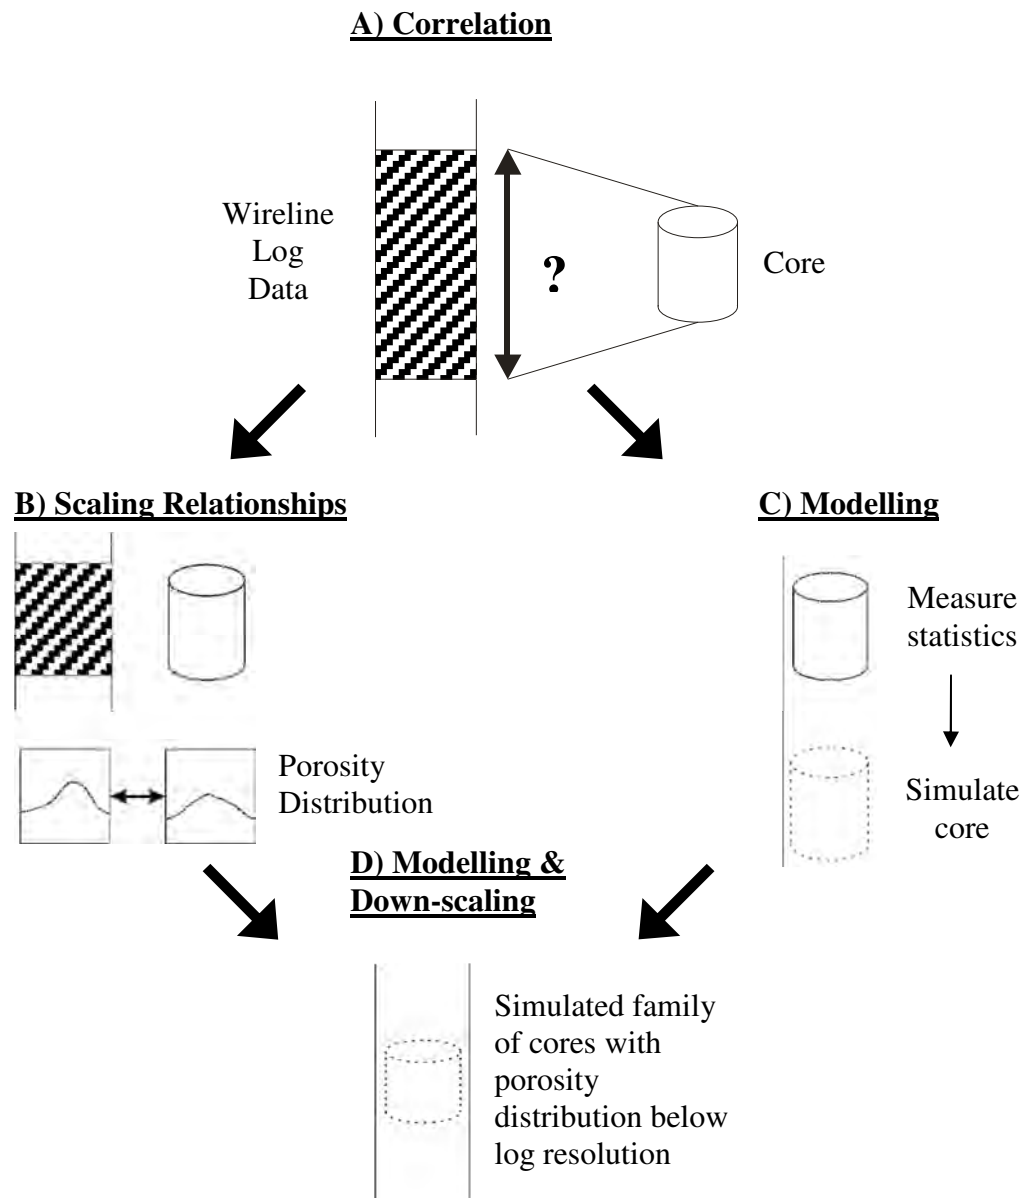 A) Correlation
Wireline
Log
Data
?
Core
B) Scaling Relationships
C) Modelling
Measure
statistics
Porosity
Distribution
Simulate
core
D) Modelling &
Down-scaling
Simulated family
of cores with
porosity
distribution below
log resolution